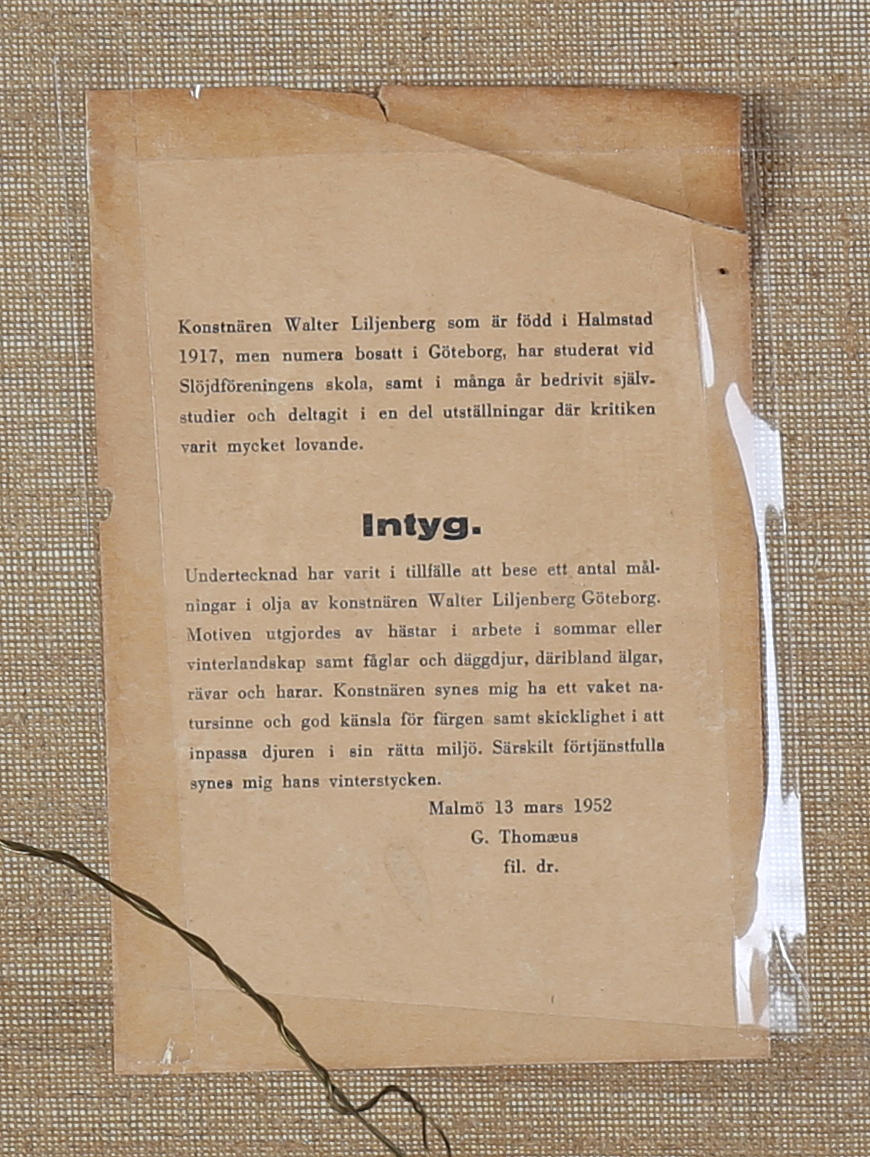 Konstnären Walter Liljenberg som är född i Halmstad
1917, men numera bosatt i Göteborg, har studerat vid
Slöjdföreningens skola, samt i många år bedrivit själv-
studier och deltagit i en del utställningar där kritiken
varit mycket lovande.
Intyg.
Undertecknad har varit i tillfälle att bese ett antal mål-
ningar i olja av konstnären Walter Liljenberg Göteborg.
Motiven utgjordes av hästar i arbete i sommar eller
vinterlandskap samt fåglar och däggdjur, däribland älgar,
rävar och harar. Konstnären synes mig ha ett vaket na-
tursinne och god känsla för färgen samt skicklighet i att
inpassa djuren i sin rätta miljö. Särskilt förtjänstfulla
synes mig hans vinterstycken.
Malmö 13 mars 1952
G. Thomæus
fil. dr.